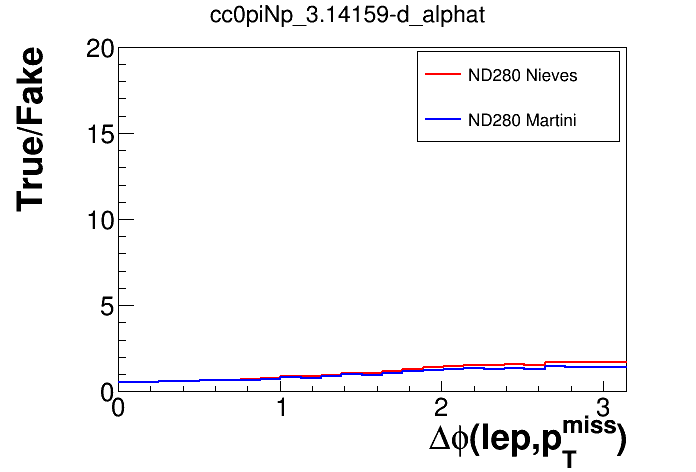 cc0piNp_3.14159-d_alphat
True/Fake
20
15
10
5
0
ND280 Nieves
ND280 Martini
0 1 2 3
Δϕ(lep,p_T^miss)